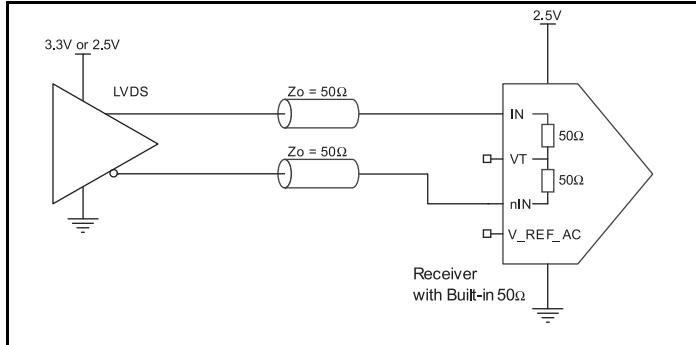 2.5V
3.3V or 2.5V
LVDS
Zo = 50Ω
IN
50Ω
Zo = 50Ω
VT
50Ω
nIN
V_REF_AC
Receiver
with Built-in 50Ω